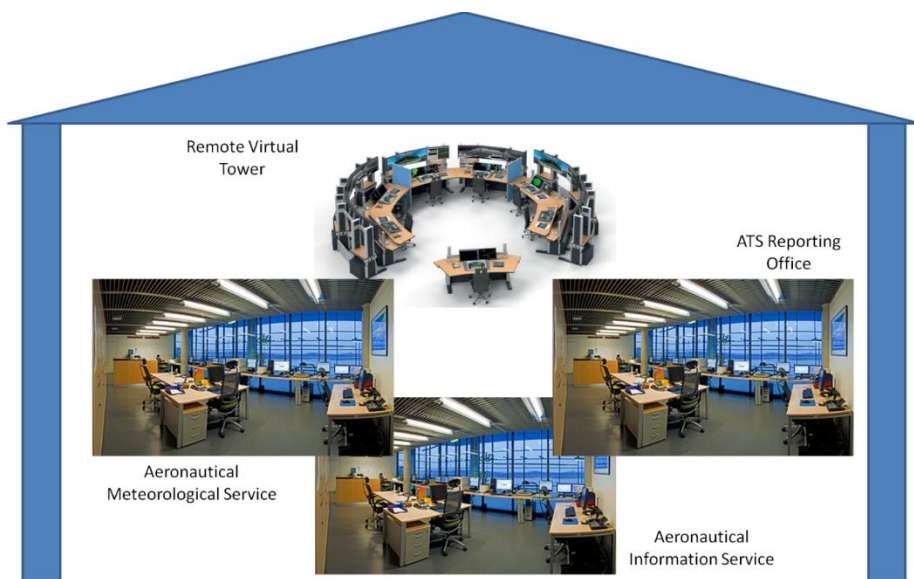 Remote Virtual
Tower
ATS Reporting
Office
Aeronautical
Meteorological Service
Aeronautical
Information Service